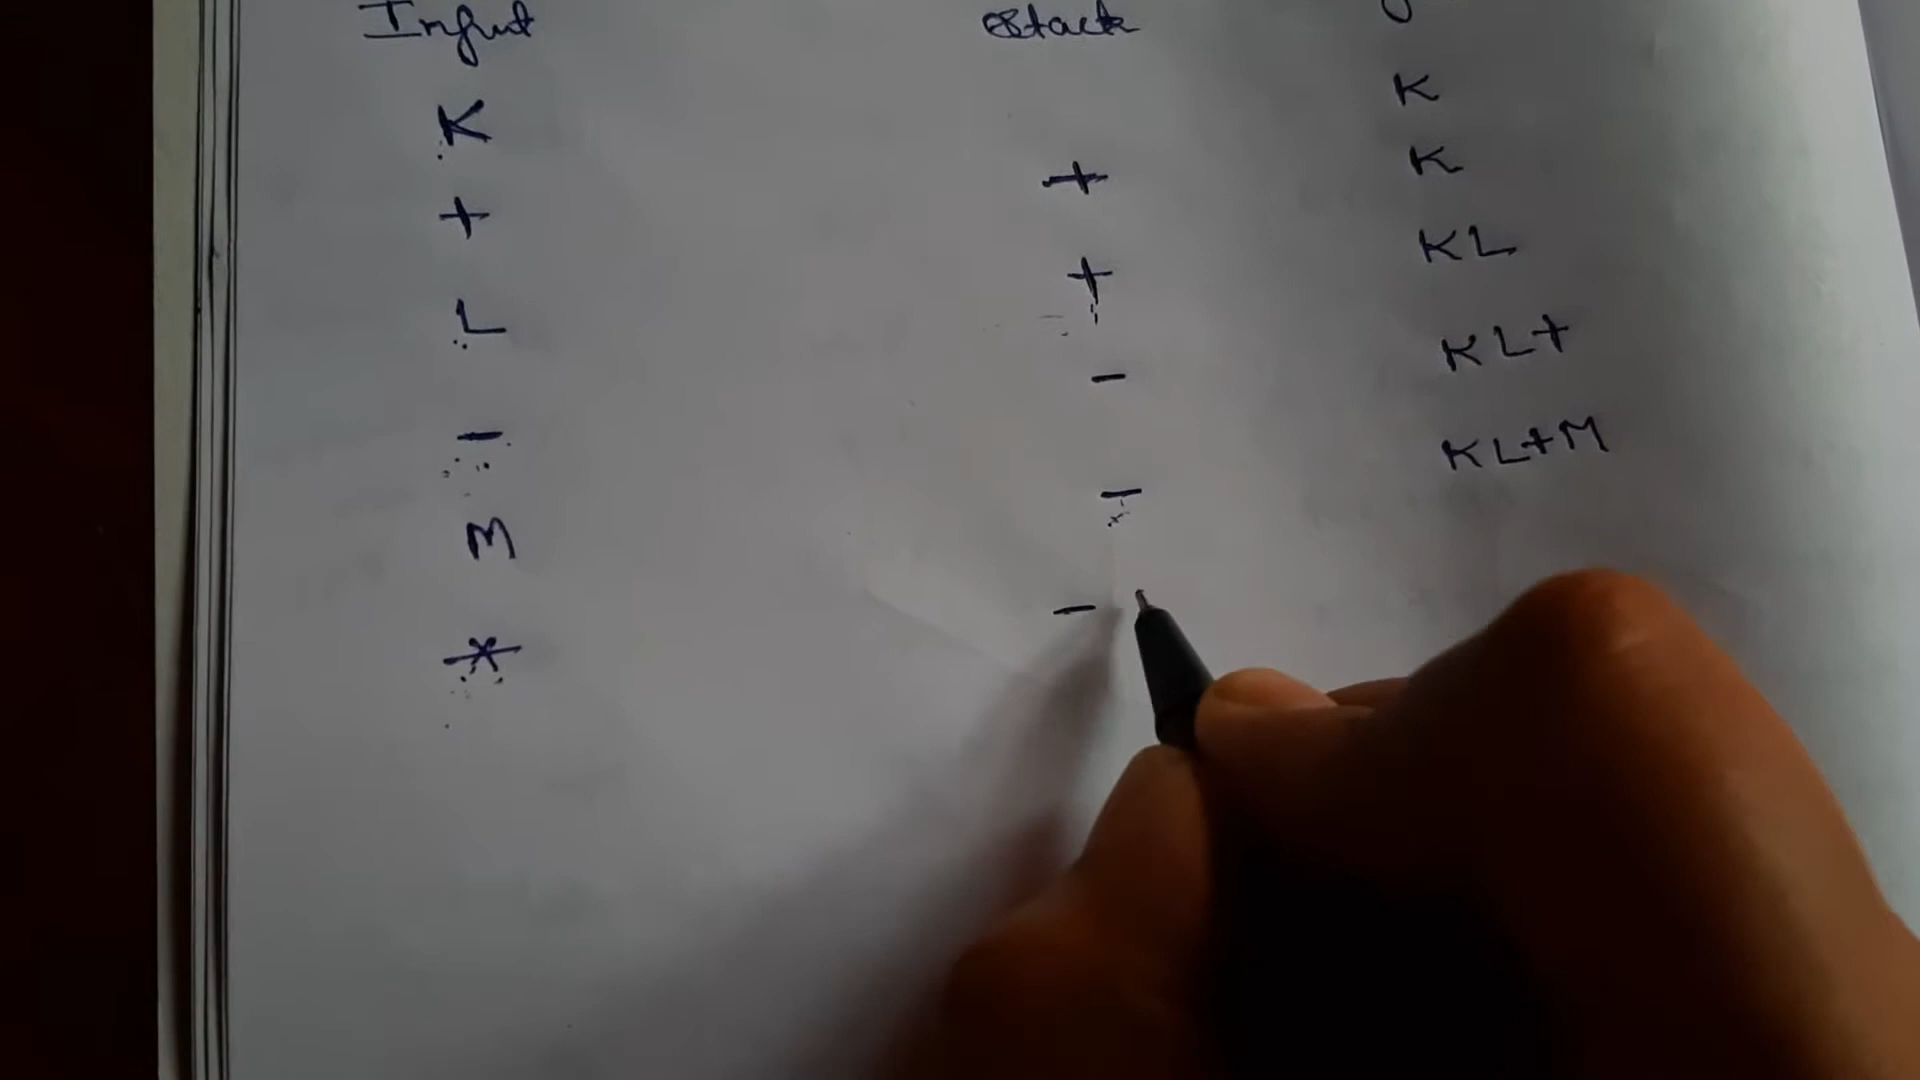 Input Stack
K K
+ + K
L + KL
- - KL+
M - KL+M
* -